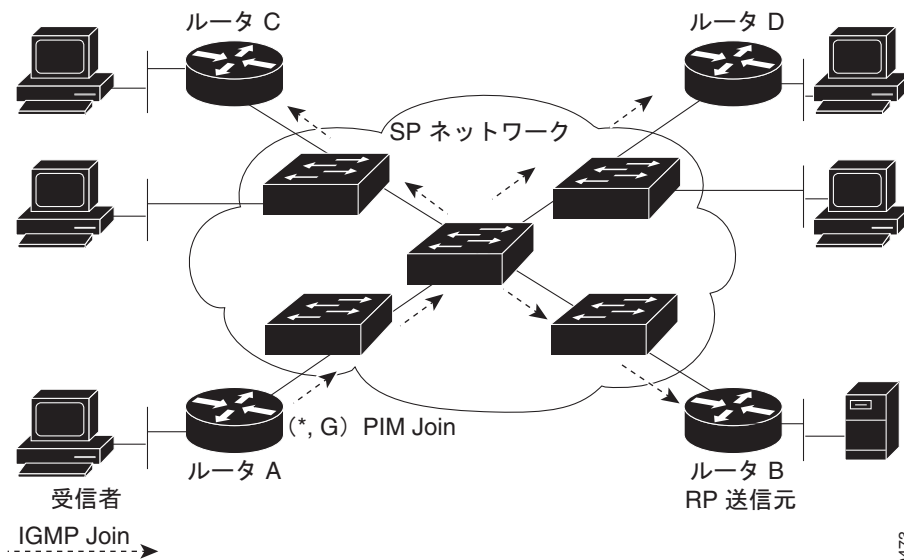 ルータ C
ルータ D
SP ネットワーク
(*, G) PIM Join
ルータ A
受信者
IGMP Join
ルータ B
RP 送信元